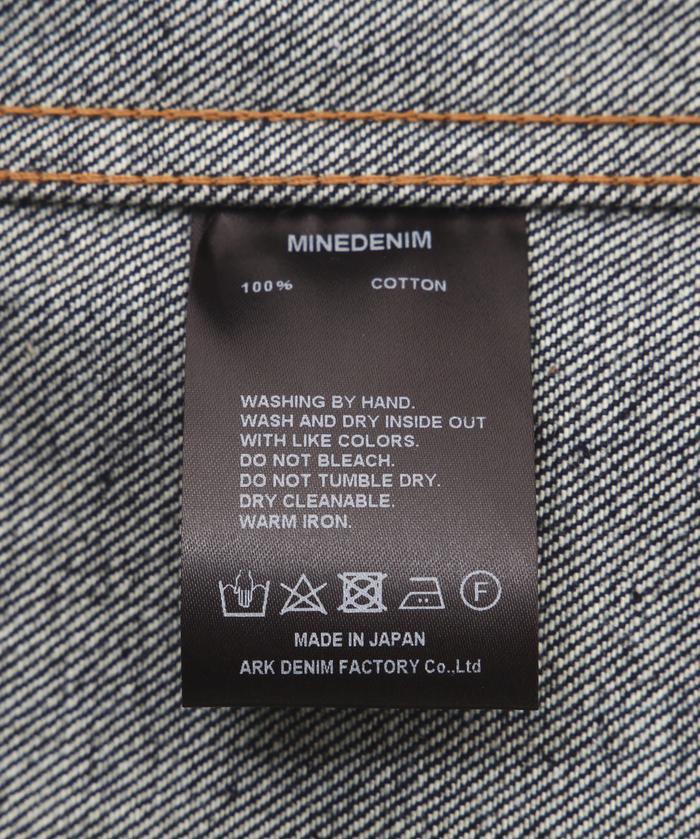 MINEDENIM
100% COTTON
WASHING BY HAND.
WASH AND DRY INSIDE OUT
WITH LIKE COLORS.
DO NOT BLEACH.
DO NOT TUMBLE DRY.
DRY CLEANABLE.
WARM IRON.
F
MADE IN JAPAN
ARK DENIM FACTORY Co.,Ltd